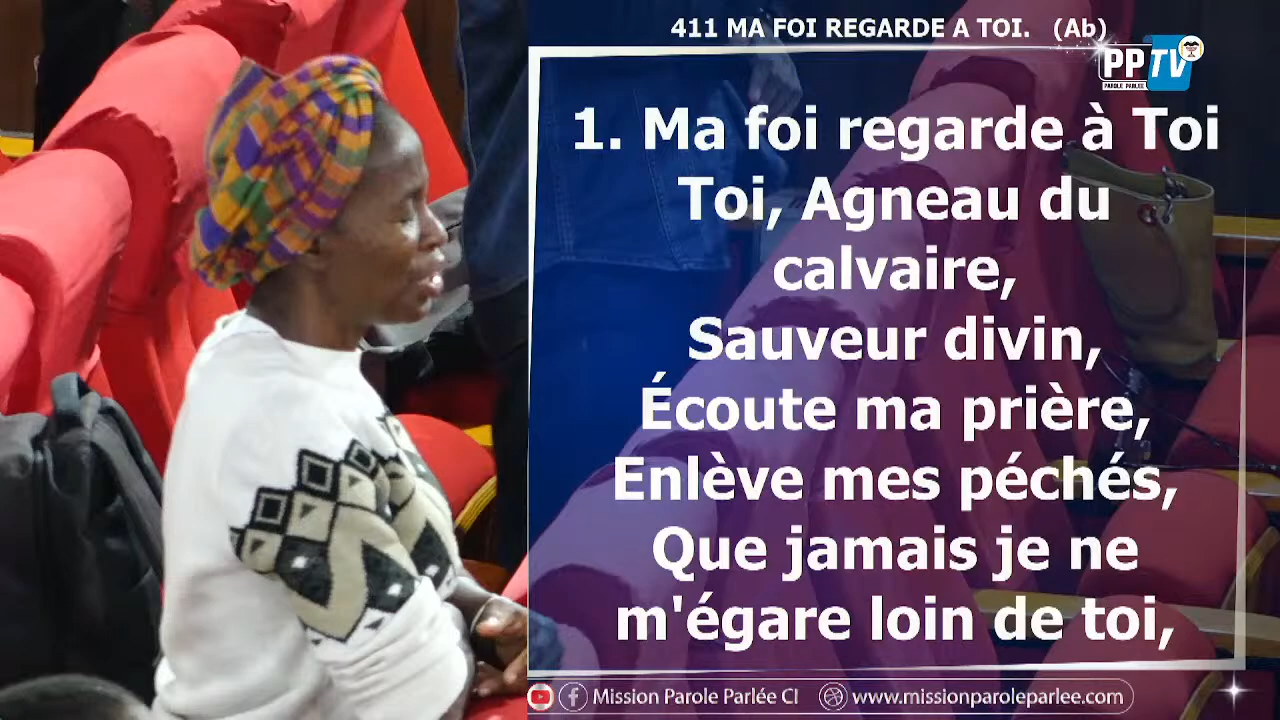 411 MA FOI REGARDE A TOI. (Ab)
PPTV
PAROLE PARLEE
1. Ma foi regarde à Toi
Toi, Agneau du
calvaire,
Sauveur divin,
Écoute ma prière,
Enlève mes péchés,
Que jamais je ne
m'égare loin de toi,
Mission Parole Parlée CI
www.missionparoleparlee.com